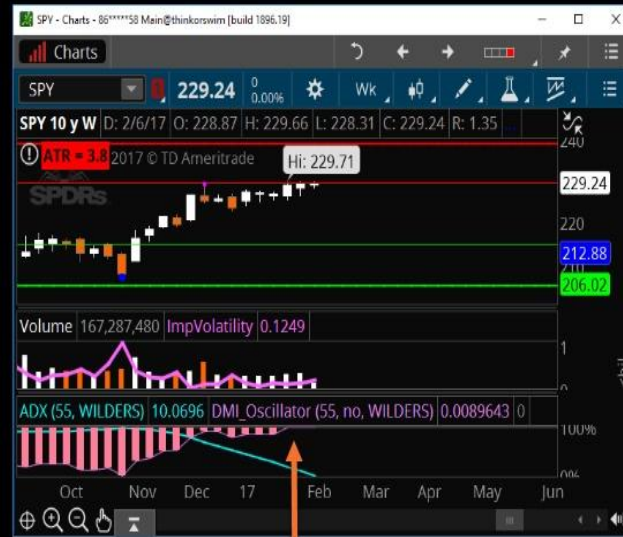 SPY - Charts - 86*****58 Main@thinkorswim [build 1896.19]
Charts
SPY 229.24 0 0.00% Wk
SPY 10 y W D: 2/6/17 O: 228.87 H: 229.66 L: 228.31 C: 229.24 R: 1.35
ATR = 3.8 2017 © TD Ameritrade
Hi: 229.71
240
SPDRs
229.24
220
212.88
210
206.02
Volume 167,287,480 ImpVolatility 0.1249
1
0
ADX (55, WILDERS) 10.0696 DMI_Oscillator (55, no, WILDERS) 0.0089643 0
100%
0%
Oct Nov Dec 17 Feb Mar Apr May Jun